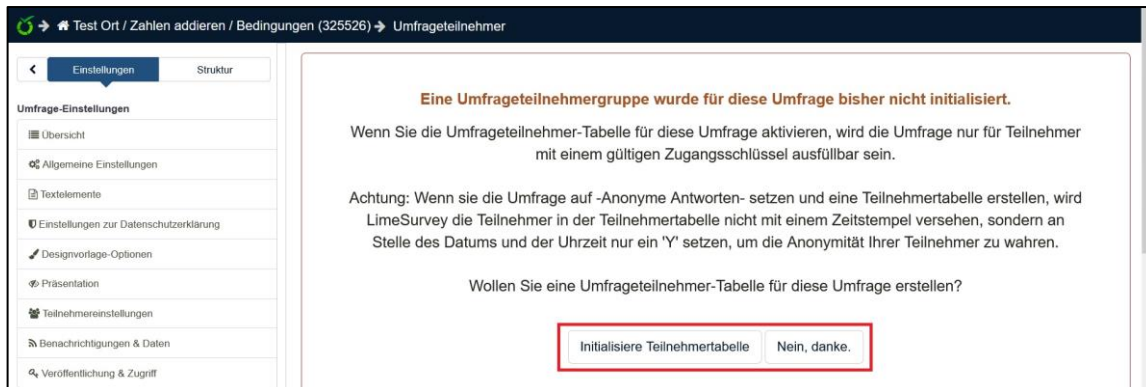 Test Ort / Zahlen addieren / Bedingungen (325526) Umfrageteilnehmer
Einstellungen Struktur
Umfrage-Einstellungen
Übersicht
Allgemeine Einstellungen
Textelemente
Einstellungen zur Datenschutzerklärung
Designvorlage-Optionen
Präsentation
Teilnehmereinstellungen
Benachrichtigungen & Daten
Veröffentlichung & Zugriff
Eine Umfrageteilnehmergruppe wurde für diese Umfrage bisher nicht initialisiert.
Wenn Sie die Umfrageteilnehmer-Tabelle für diese Umfrage aktivieren, wird die Umfrage nur für Teilnehmer
mit einem gültigen Zugangsschlüssel ausfüllbar sein.
Achtung: Wenn sie die Umfrage auf -Anonyme Antworten- setzen und eine Teilnehmertabelle erstellen, wird
LimeSurvey die Teilnehmer in der Teilnehmertabelle nicht mit einem Zeitstempel versehen, sondern an
Stelle des Datums und der Uhrzeit nur ein 'Y' setzen, um die Anonymität Ihrer Teilnehmer zu wahren.
Wollen Sie eine Umfrageteilnehmer-Tabelle für diese Umfrage erstellen?
Initialisiere Teilnehmertabelle Nein, danke.